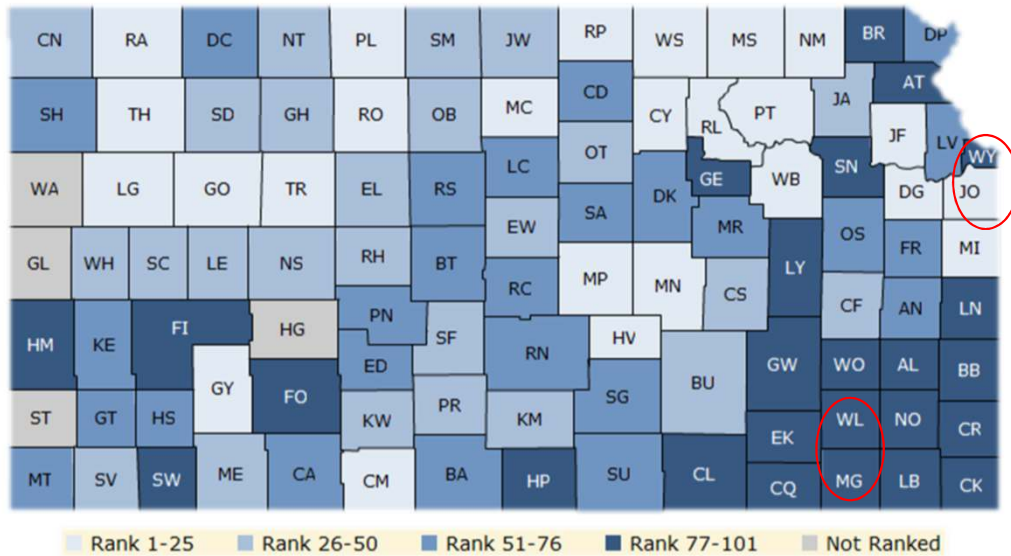 CN RA DC NT PL SM JW RP WS MS NM BR DP
SH TH SD GH RO OB MC CD CY RL PT JA AT
JF LV WY
WA LG GO TR EL RS LC OT DK GE WB SN DG JO
EW SA MR OS
GL WH SC LE NS RH BT RC MP MN CS LY FR MI
HM KE FI HG PN SF RN HV CF AN LN
GY FO ED SG BU GW WO AL BB
ST GT HS KW PR KM EK WL NO CR
MT SV SW ME CA CM BA HP SU CL CQ MG LB CK
Rank 1-25 Rank 26-50 Rank 51-76 Rank 77-101 Not Ranked